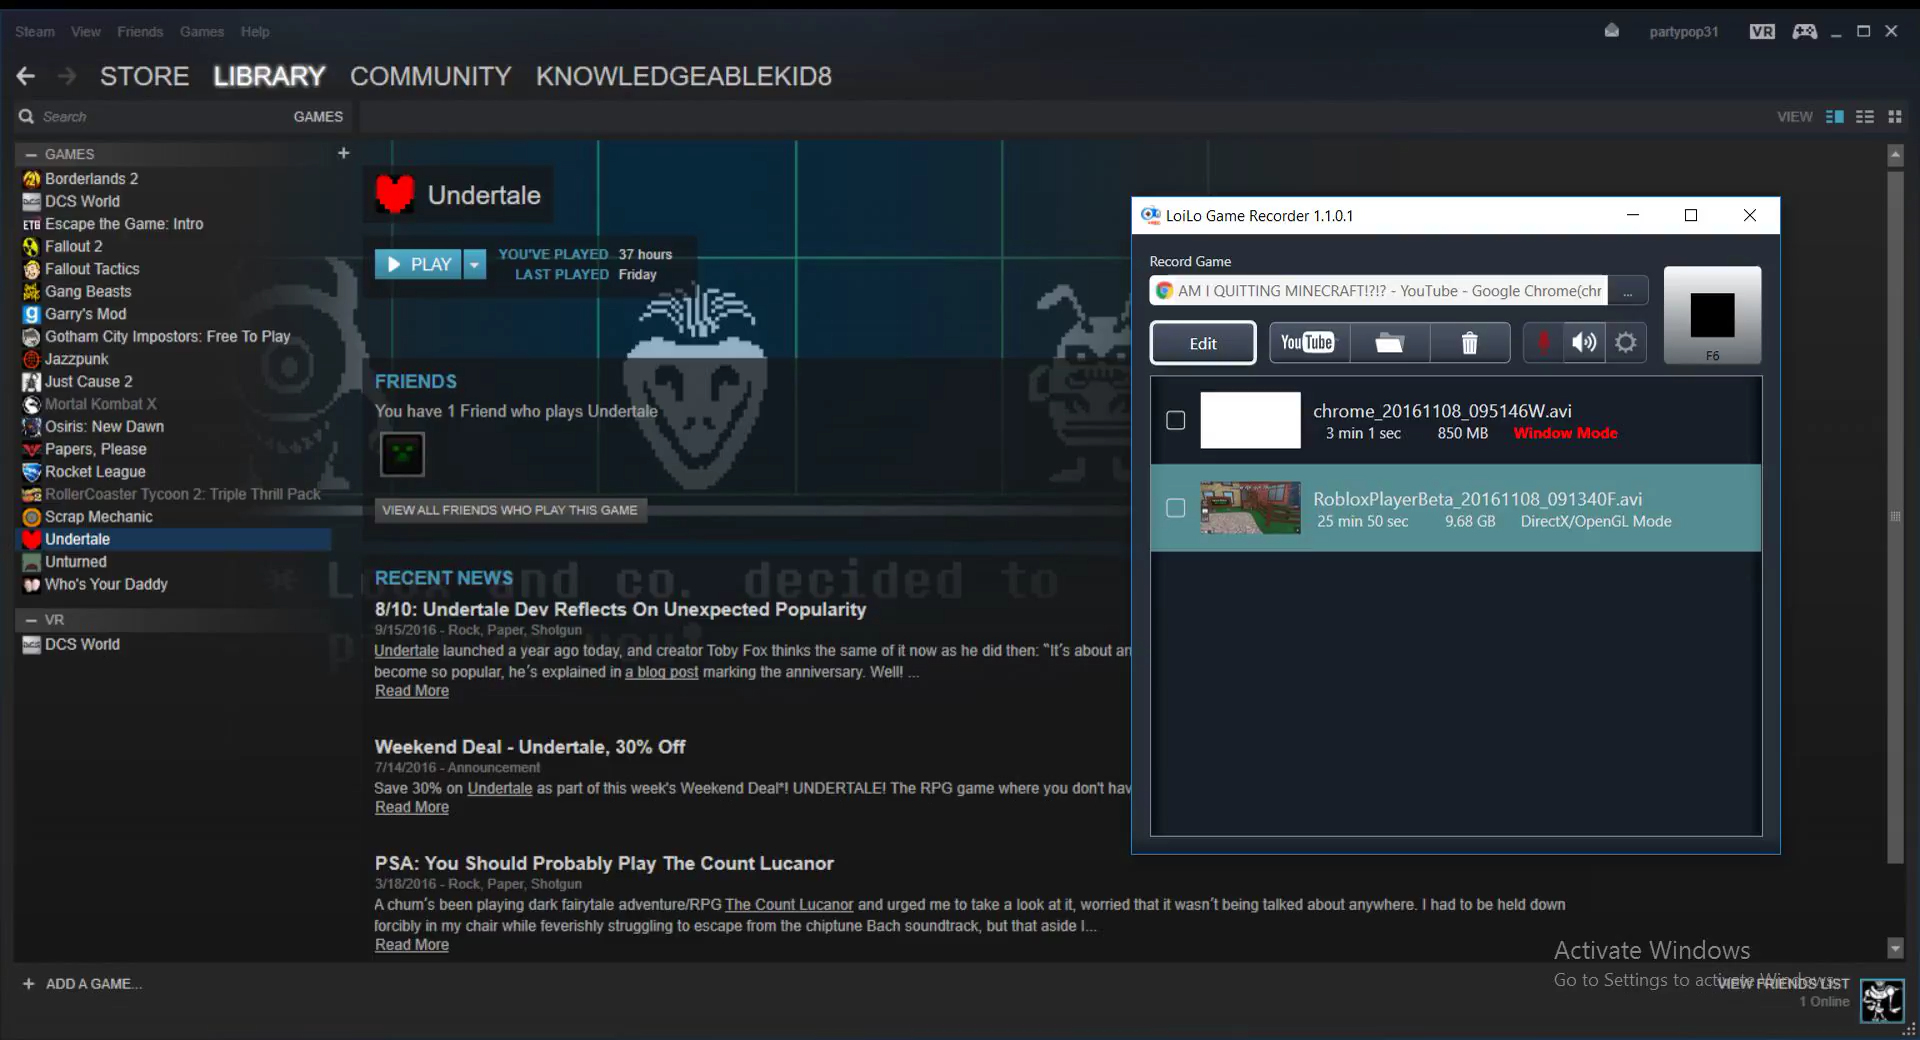 Steam View Friends Games Help
partypop31 VR
STORE LIBRARY COMMUNITY KNOWLEDGEABLEKID8
Search GAMES
VIEW
GAMES +
Borderlands 2
DCS World
Escape the Game: Intro
Fallout 2
Fallout Tactics
Gang Beasts
Garry's Mod
Gotham City Impostors: Free To Play
Jazzpunk
Just Cause 2
Mortal Kombat X
Osiris: New Dawn
Papers, Please
Rocket League
RollerCoaster Tycoon 2: Triple Thrill Pack
Scrap Mechanic
Undertale
Unturned
Who's Your Daddy
VR
DCS World
+ ADD A GAME...
Undertale
PLAY
YOU'VE PLAYED 37 hours
LAST PLAYED Friday
FRIENDS
You have 1 Friend who plays Undertale
VIEW ALL FRIENDS WHO PLAY THIS GAME
and co. decided to
RECENT NEWS
8/10: Undertale Dev Reflects On Unexpected Popularity
9/15/2016 - Rock, Paper, Shotgun
Undertale launched a year ago today, and creator Toby Fox thinks the same of it now as he did then: "It's about an
become so popular, he's explained in a blog post marking the anniversary. Well! ...
Read More
Weekend Deal - Undertale, 30% Off
7/14/2016 - Announcement
Save 30% on Undertale as part of this week's Weekend Deal*! UNDERTALE! The RPG game where you don't hav
Read More
PSA: You Should Probably Play The Count Lucanor
3/18/2016 - Rock, Paper, Shotgun
A chum's been playing dark fairytale adventure/RPG The Count Lucanor and urged me to take a look at it, worried that it wasn't being talked about anywhere. I had to be held down
forcibly in my chair while feverishly struggling to escape from the chiptune Bach soundtrack, but that aside I...
Read More
LoiLo Game Recorder 1.1.0.1
Record Game
AM I QUITTING MINECRAFT!?!? - YouTube - Google Chrome(chr
...
Edit
YouTube
F6
chrome_20161108_095146W.avi
3 min 1 sec 850 MB Window Mode
RobloxPlayerBeta_20161108_091340F.avi
25 min 50 sec 9.68 GB DirectX/OpenGL Mode
Activate Windows
Go to Settings to activate Windows.
VIEW FRIENDS LIST
1 Online